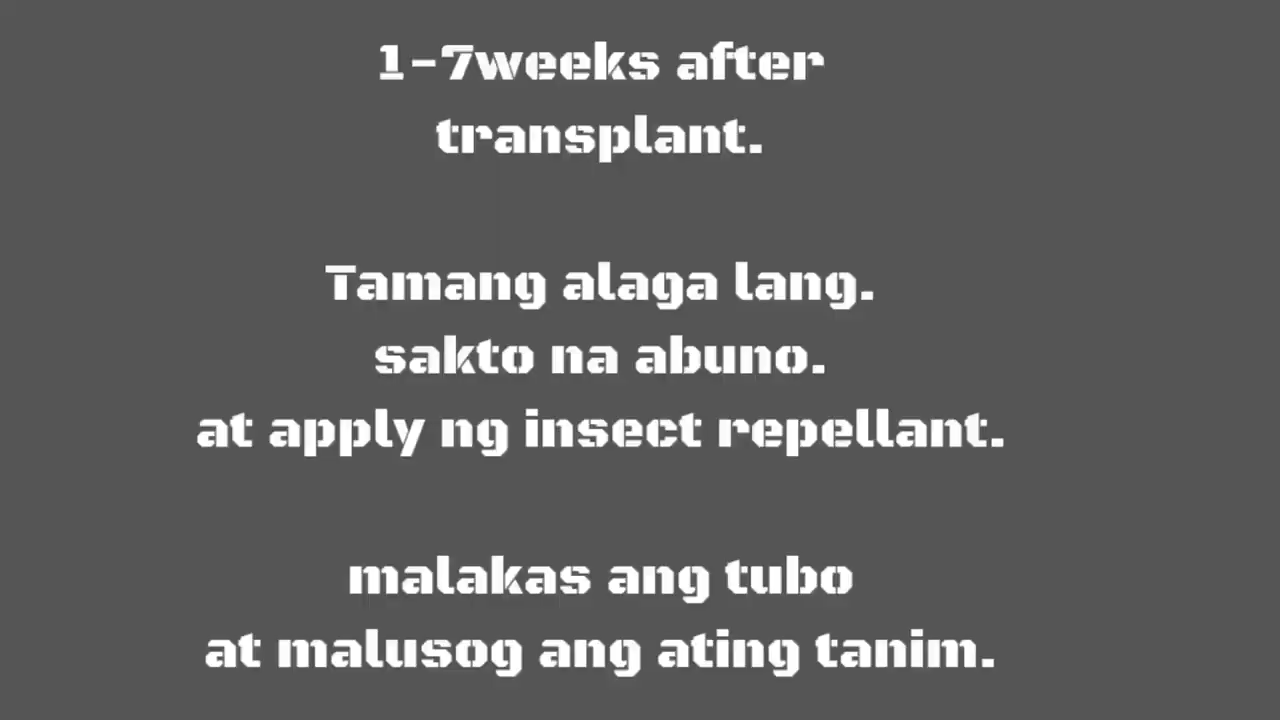 1-7weeks after
transplant.
Tamang alaga lang.
sakto na abuno.
at apply ng insect repellant.
malakas ang tubo
at malusog ang ating tanim.